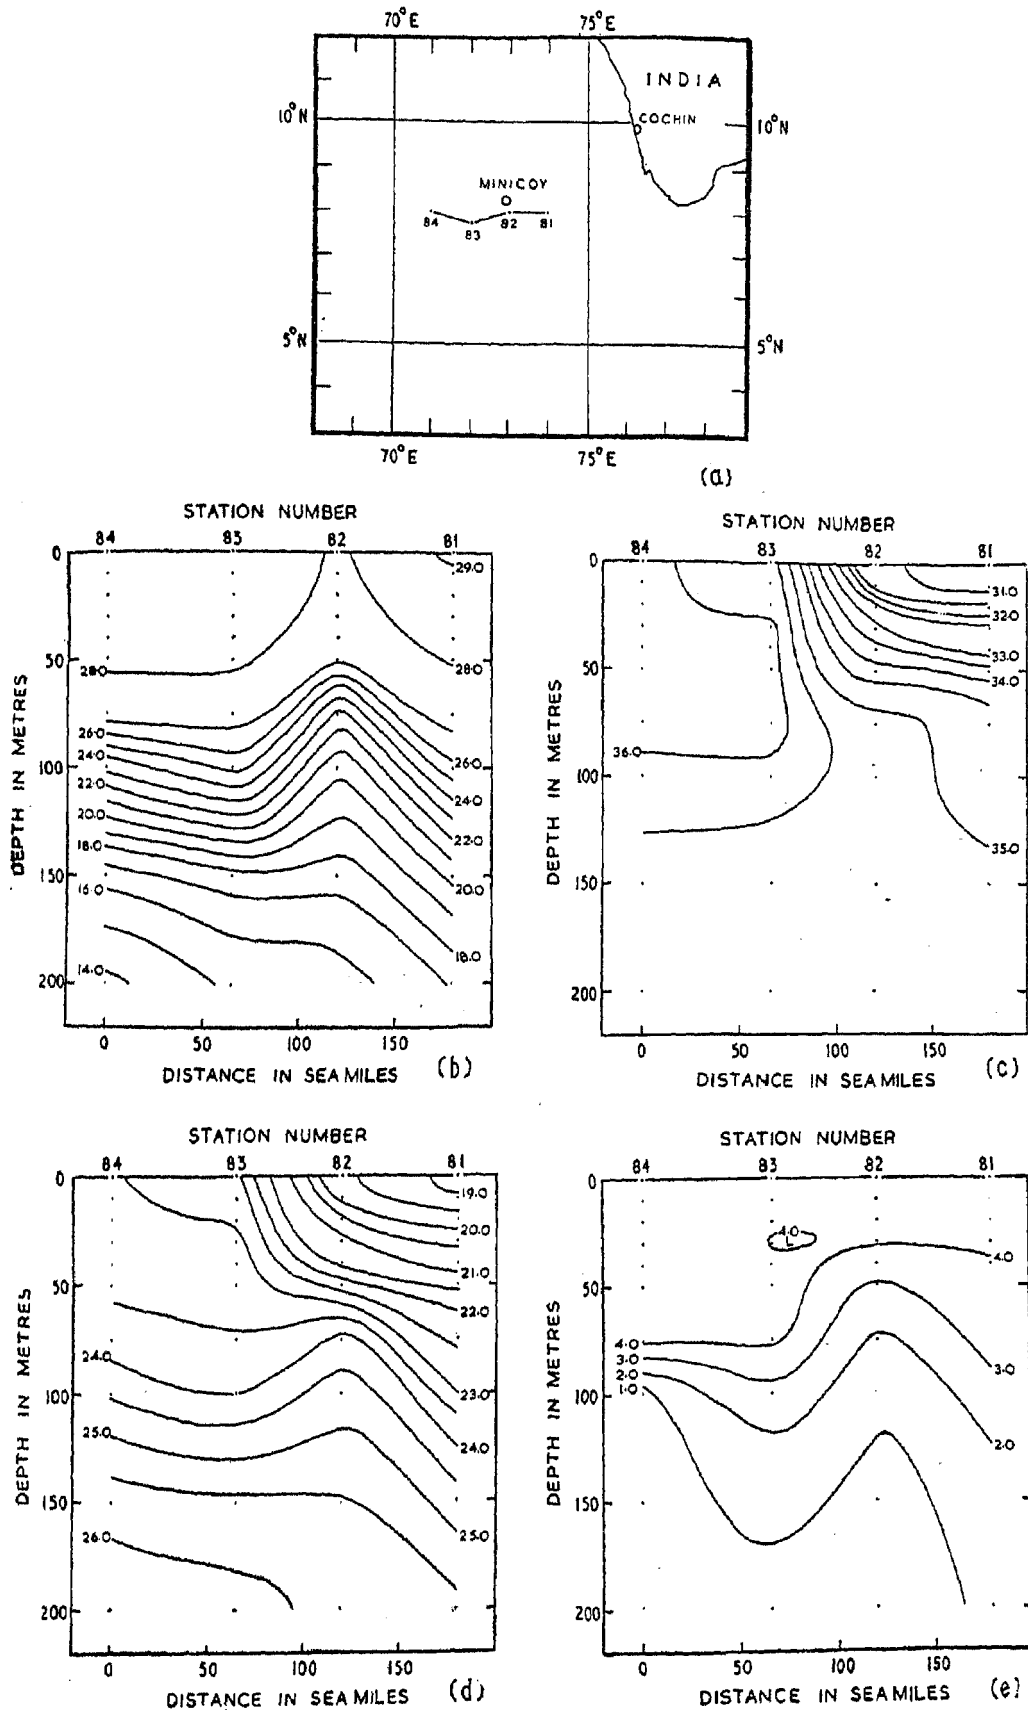 70°E 75°E
INDIA
10°N COCHIN 10°N
MINICOY
84 83 82 81
5°N 5°N
70°E 75°E
(a)
STATION NUMBER
84 83 82 81
0
29.0
50
28.0 28.0
26.0 26.0
24.0
100
22.0 24.0
20.0 22.0
18.0
150
16.0 20.0
18.0
14.0
200
DEPTH IN METRES
0 50 100 150
DISTANCE IN SEAMILES (b)
STATION NUMBER
84 83 82 81
0
31.0
32.0
33.0
50
34.0
36.0
100
35.0
150
200
DEPTH IN METRES
0 50 100 150
DISTANCE IN SEAMILES (c)
STATION NUMBER
84 83 82 81
0
19.0
20.0
21.0
50
22.0
24.0
100
23.0
25.0 24.0
150
26.0 25.0
200
DEPTH IN METRES
0 50 100 150
DISTANCE IN SEAMILES (d)
STATION NUMBER
84 83 82 81
0
4.0
L
4.0
50
4.0
3.0 3.0
2.0
1.0
100
2.0
150
200
DEPTH IN METRES
0 50 100 150
DISTANCE IN SEAMILES (e)